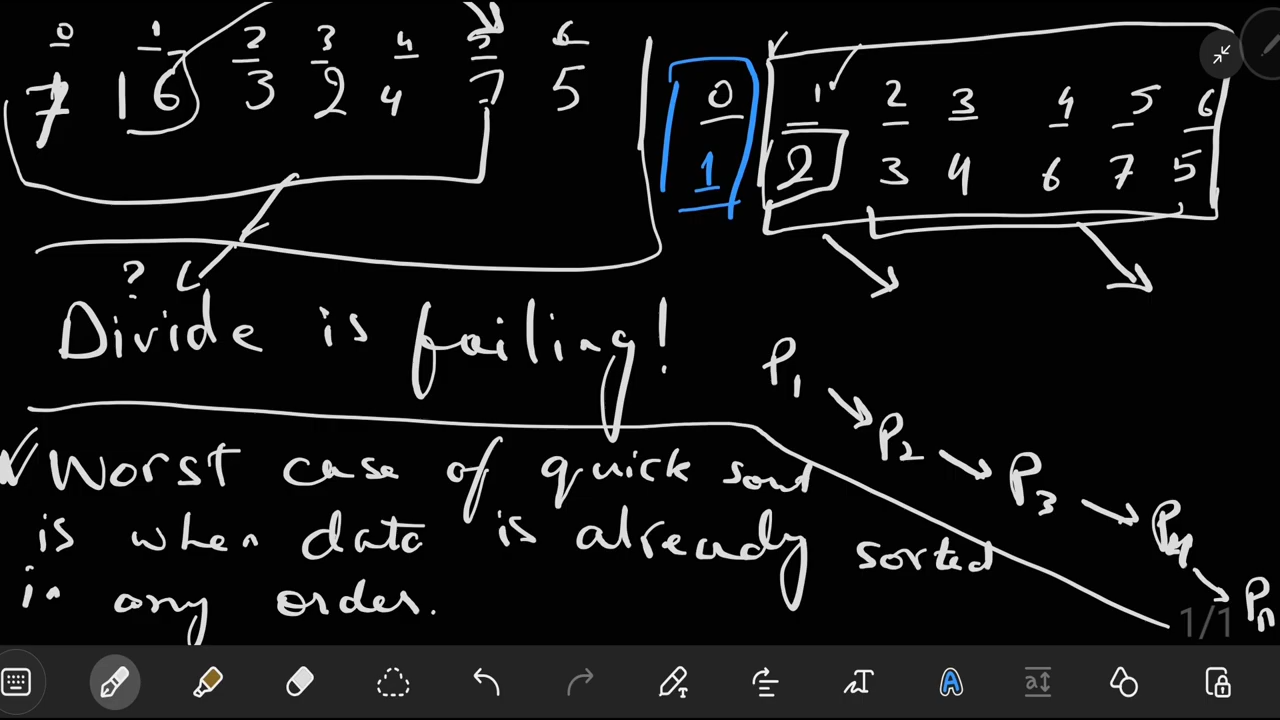 0 1 2 3 4 5 6
1 6 3 2 4 7 5
0 1 2 3 4 5 6
1 2 3 4 6 7 5
?
Divide is failing!
P1 P2 P3 P4 Pn
Worst case of quick sort
is when data is already sorted
in any order.
1/1